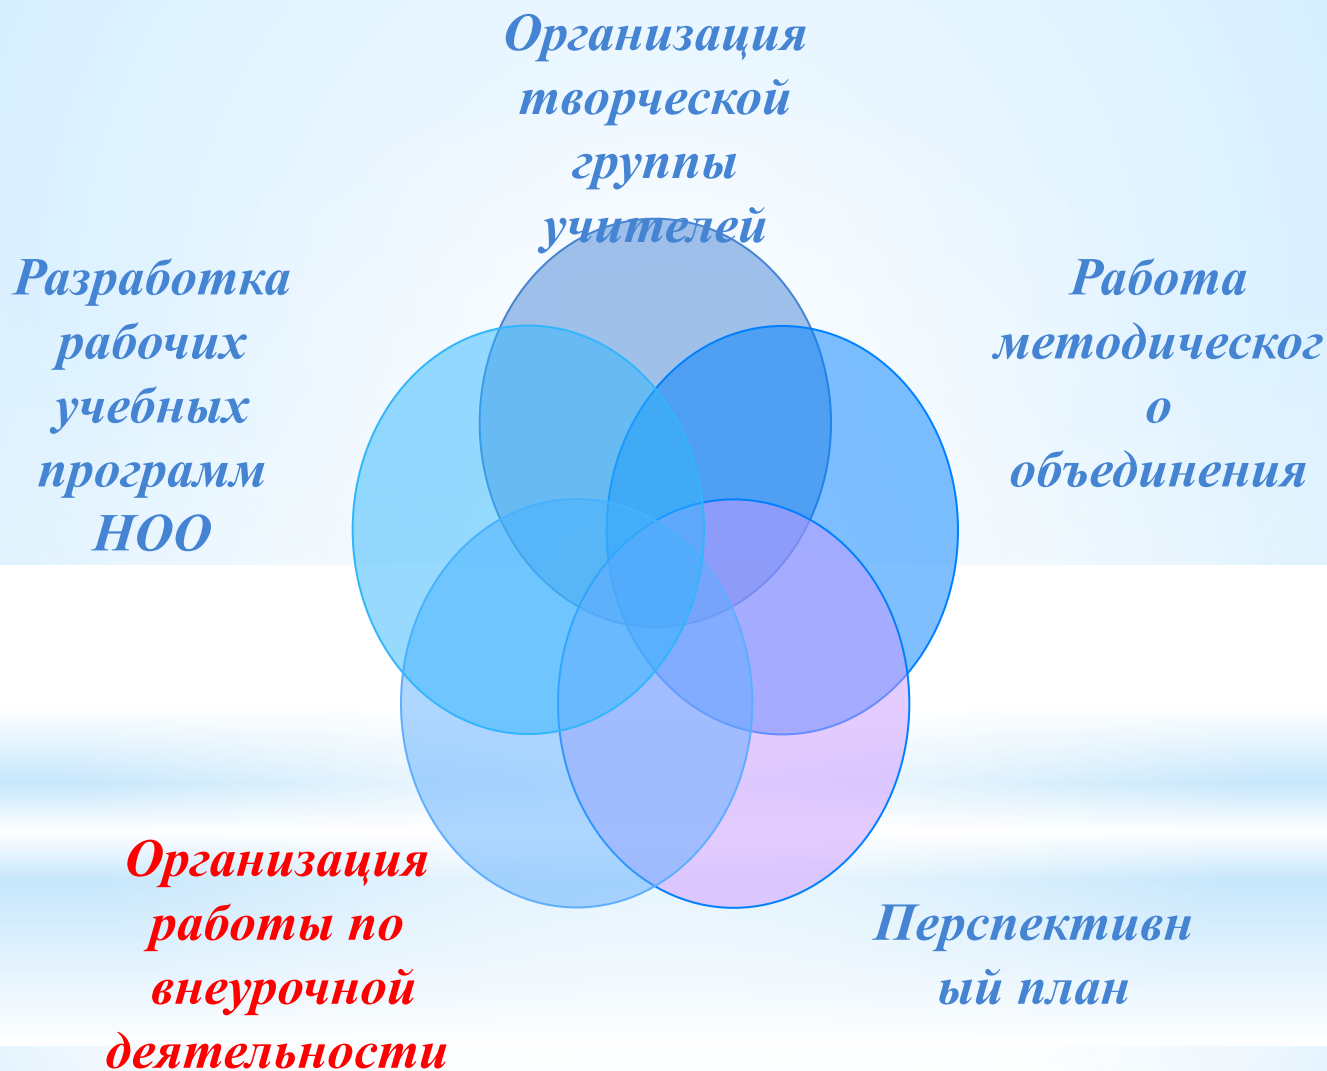 Организация
творческой
группы
учителей
Разработка
рабочих
учебных
программ
НОО
Работа
методическог
о
объединения
Организация
работы по
внеурочной
деятельности
Перспективн
ый план